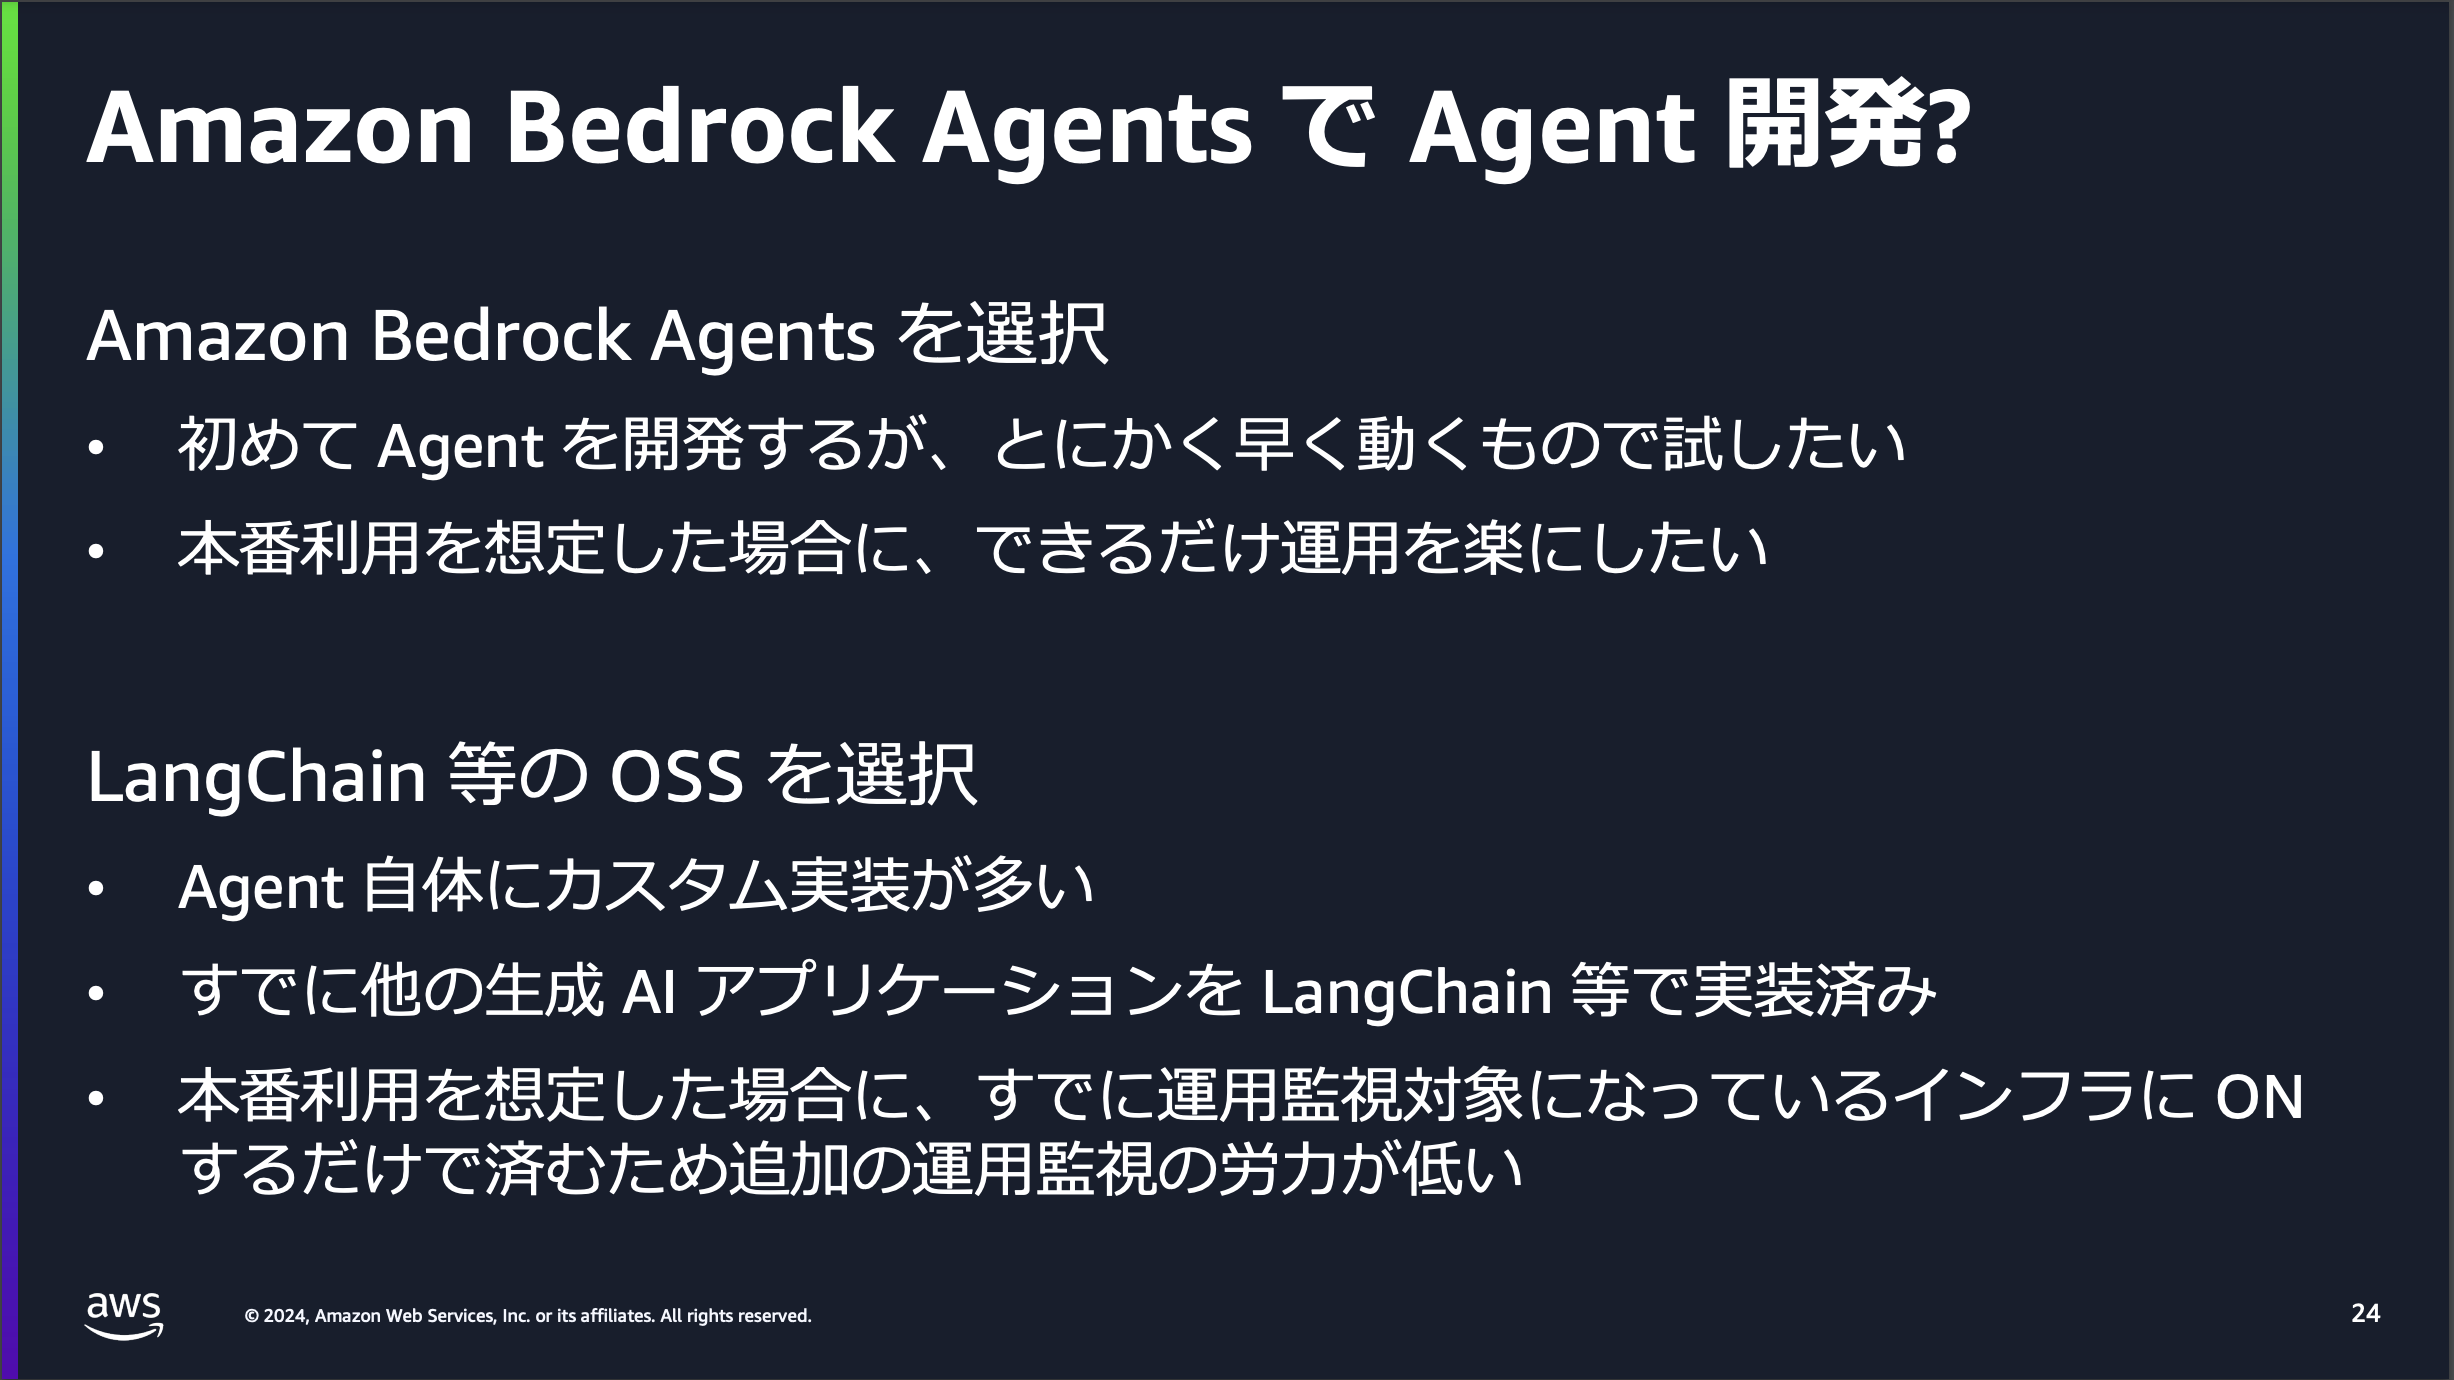 Amazon Bedrock Agents で Agent 開発?
Amazon Bedrock Agents を選択
• 初めて Agent を開発するが、とにかく早く動くもので試したい
• 本番利用を想定した場合に、できるだけ運用を楽にしたい
LangChain 等の OSS を選択
• Agent 自体にカスタム実装が多い
• すでに他の生成 AI アプリケーションを LangChain 等で実装済み
• 本番利用を想定した場合に、すでに運用監視対象になっているインフラに ON
するだけで済むため追加の運用監視の労力が低い
aws
© 2024, Amazon Web Services, Inc. or its affiliates. All rights reserved.
24